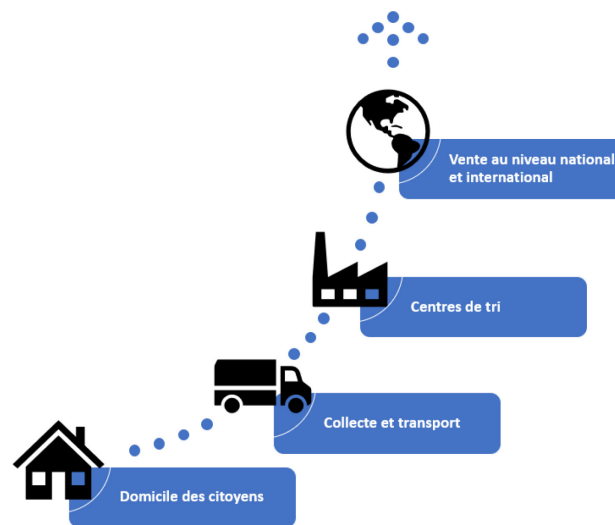 Vente au niveau national
et international
Centres de tri
Collecte et transport
Domicile des citoyens